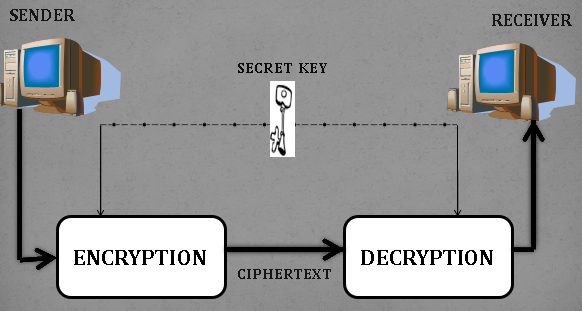 SENDER
RECEIVER
SECRET KEY
ENCRYPTION
DECRYPTION
CIPHERTEXT